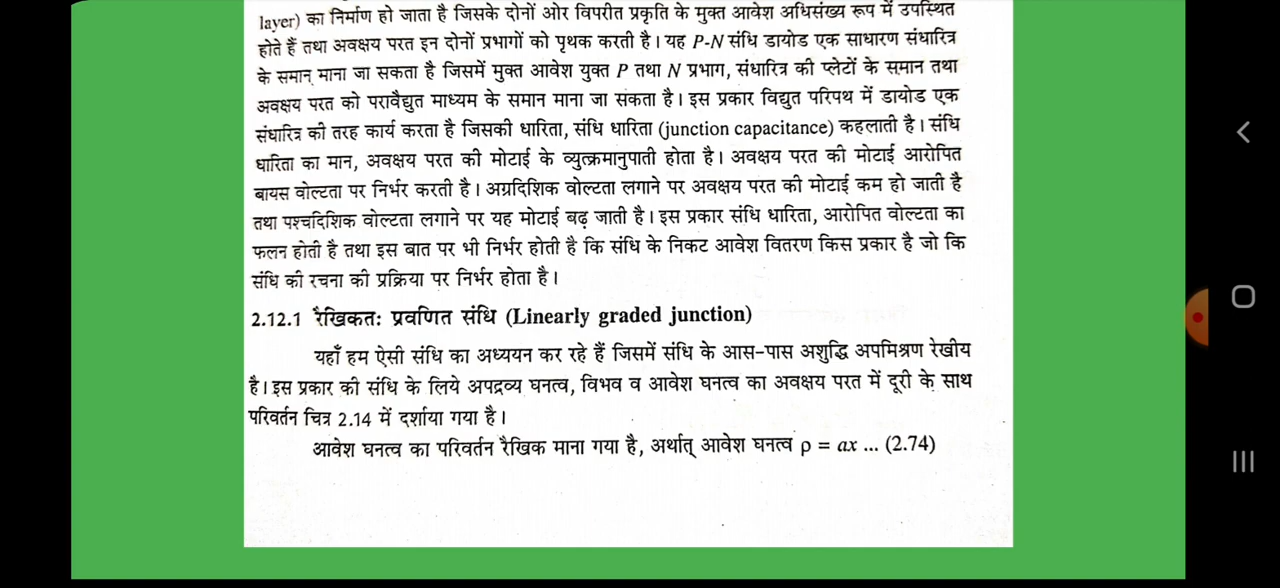 layer) का निर्माण हो जाता है जिसके दोनों ओर विपरीत प्रकृति के मुक्त आवेश अधिसंख्य रूप में उपस्थित
होते हैं तथा अवक्षय परत इन दोनों प्रभागों को पृथक करती है। यह P-N संधि डायोड एक साधारण संधारित्र
के समान् माना जा सकता है जिसमें मुक्त आवेश युक्त P तथा N प्रभाग, संधारित्र की प्लेटों के समान तथा
अवक्षय परत को परावैद्युत माध्यम के समान माना जा सकता है। इस प्रकार विद्युत परिपथ में डायोड एक
संधारित्र की तरह कार्य करता है जिसकी धारिता, संधि धारिता (junction capacitance) कहलाती है। संधि
धारिता का मान, अवक्षय परत की मोटाई के व्युत्क्रमानुपाती होता है। अवक्षय परत की मोटाई आरोपित
बायस वोल्टता पर निर्भर करती है। अग्रदिशिक वोल्टता लगाने पर अवक्षय परत की मोटाई कम हो जाती है
तथा पश्चदिशिक वोल्टता लगाने पर यह मोटाई बढ़ जाती है। इस प्रकार संधि धारिता, आरोपित वोल्टता का
फलन होती है तथा इस बात पर भी निर्भर होती है कि संधि के निकट आवेश वितरण किस प्रकार है जो कि
संधि की रचना की प्रक्रिया पर निर्भर होता है।
2.12.1 रैखिकत: प्रवणित संधि (Linearly graded junction)
यहाँ हम ऐसी संधि का अध्ययन कर रहे हैं जिसमें संधि के आस-पास अशुद्धि अपमिश्रण रेखीय
है। इस प्रकार की संधि के लिये अपद्रव्य घनत्व, विभव व आवेश घनत्व का अवक्षय परत में दूरी के साथ
परिवर्तन चित्र 2.14 में दर्शाया गया है।
आवेश घनत्व का परिवर्तन रैखिक माना गया है, अर्थात् आवेश घनत्व ρ = ax ... (2.74)